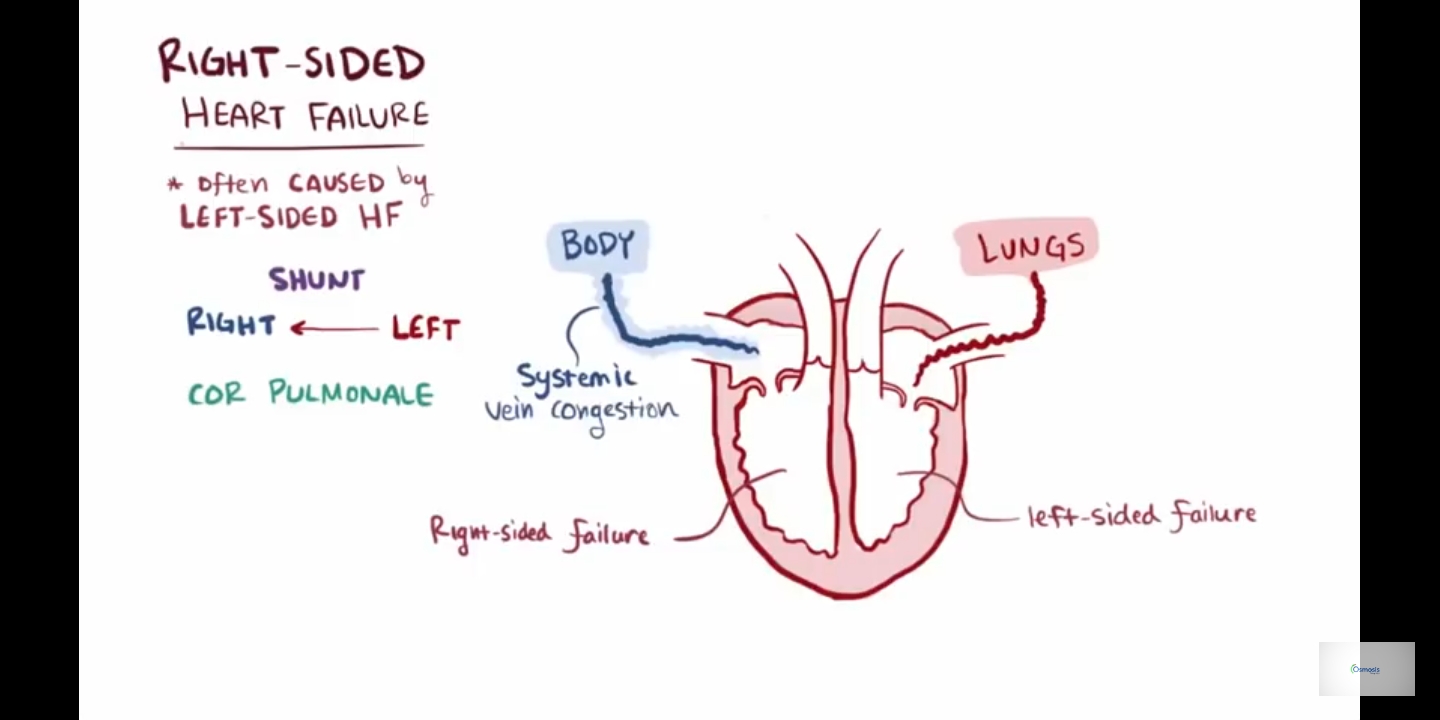 RIGHT-SIDED
HEART FAILURE
* often CAUSED by
LEFT-SIDED HF
SHUNT
RIGHT ← LEFT
COR PULMONALE
BODY
LUNGS
Systemic
vein congestion
Right-sided failure
left-sided failure
Osmosis